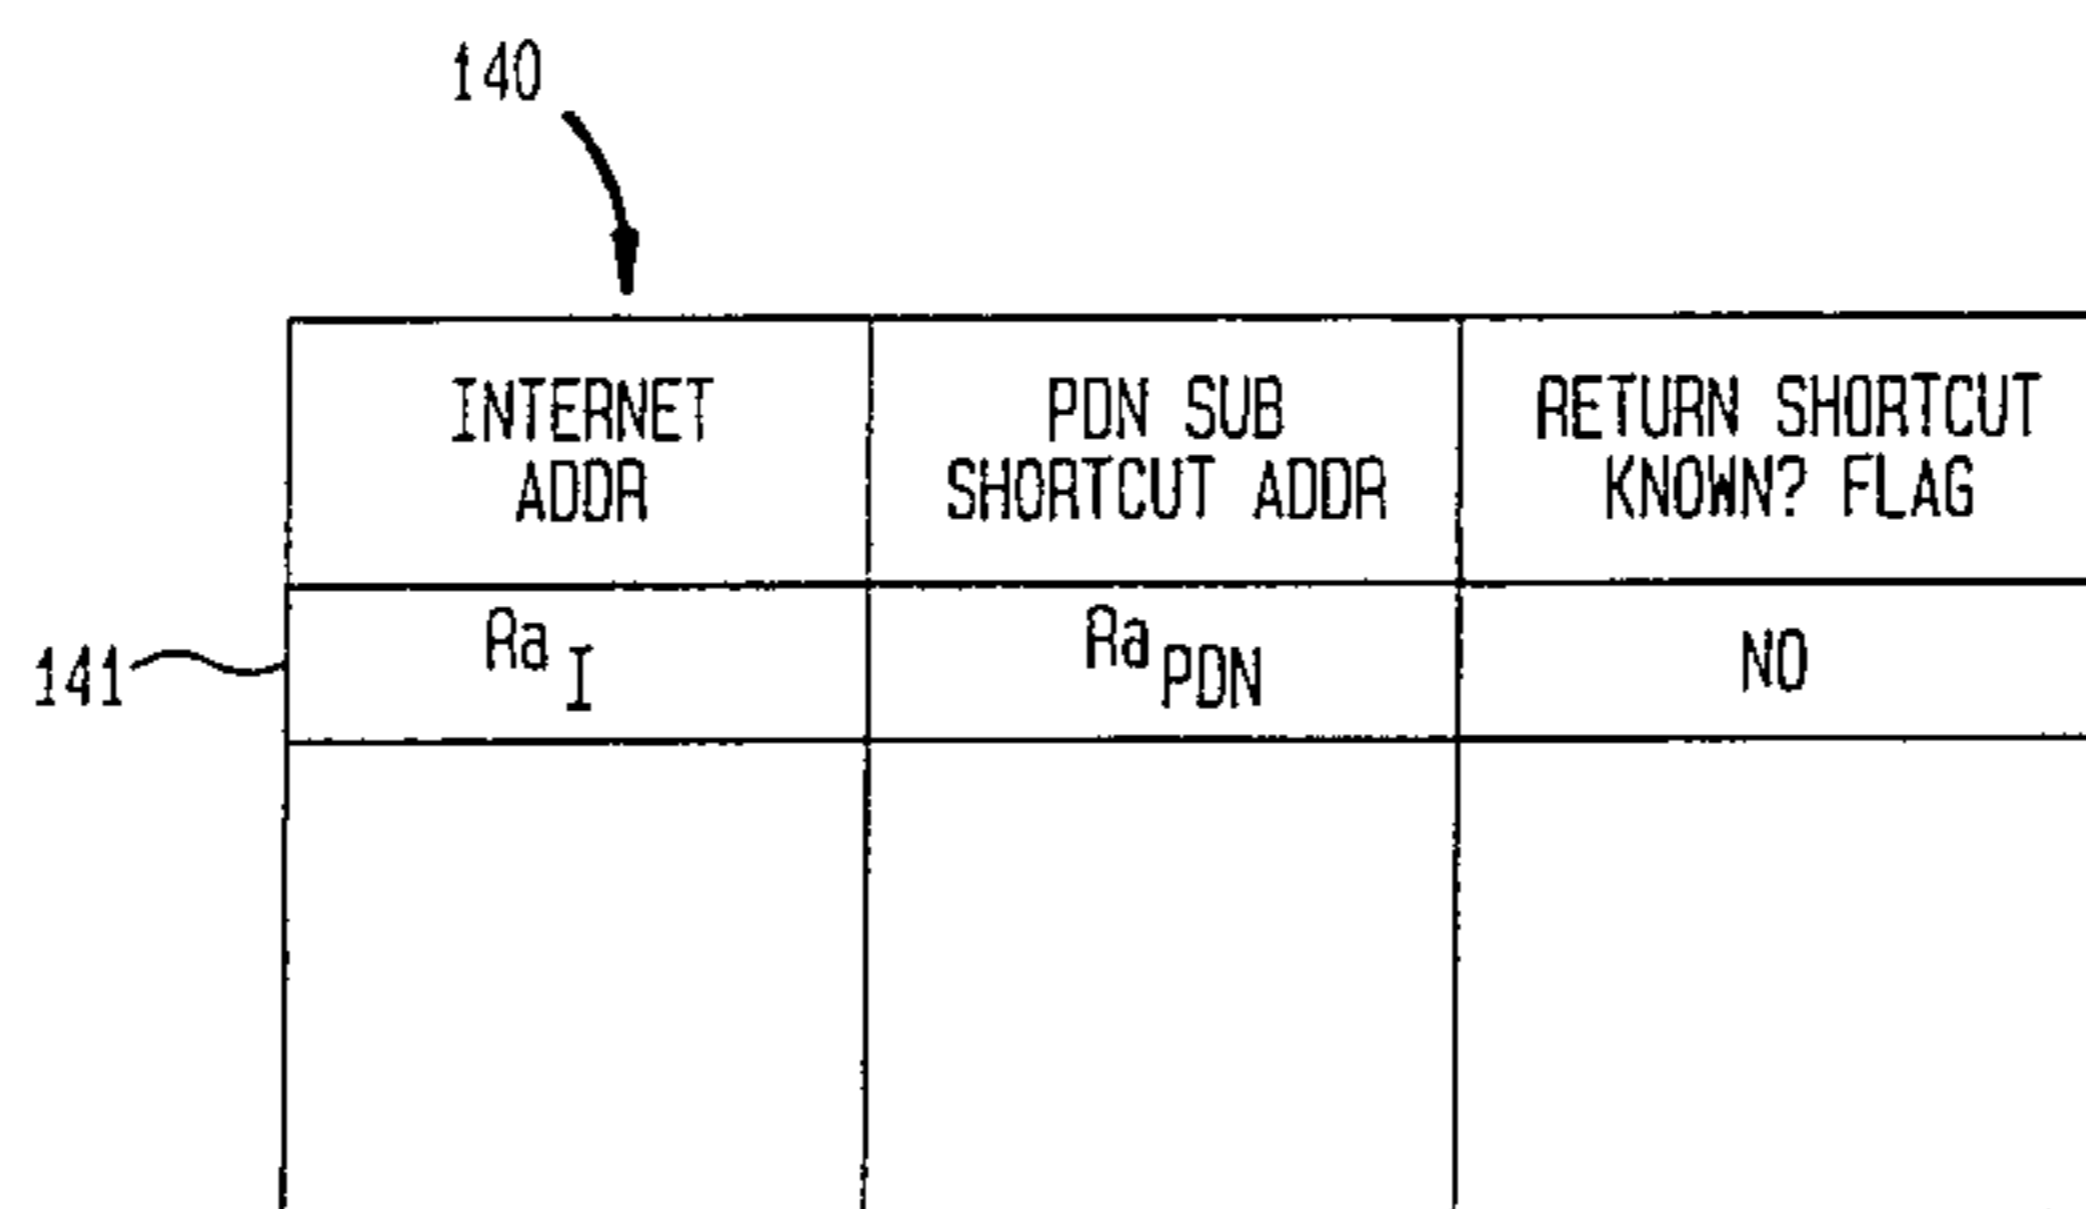 140
INTERNET ADDR
PDN SUB SHORTCUT ADDR
RETURN SHORTCUT KNOWN? FLAG
141
Ra I
Ra PDN
NO